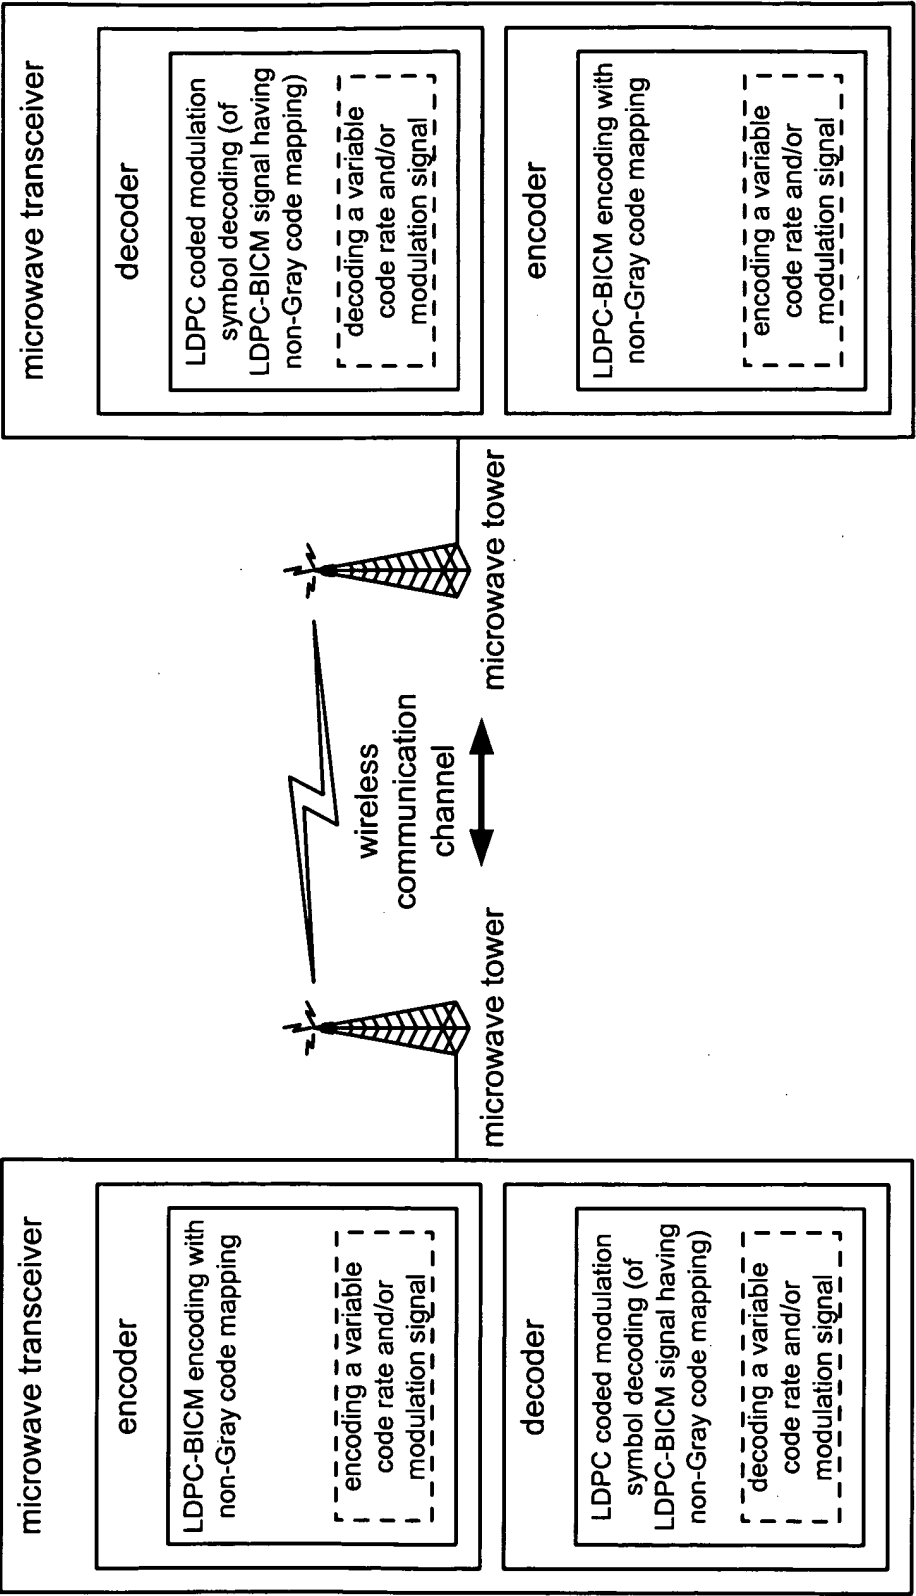 microwave transceiver
encoder
LDPC-BICM encoding with
non-Gray code mapping
encoding a variable
code rate and/or
modulation signal
decoder
LDPC coded modulation
symbol decoding (of
LDPC-BICM signal having
non-Gray code mapping)
decoding a variable
code rate and/or
modulation signal
microwave tower
wireless
communication
channel
microwave tower
microwave transceiver
decoder
LDPC coded modulation
symbol decoding (of
LDPC-BICM signal having
non-Gray code mapping)
decoding a variable
code rate and/or
modulation signal
encoder
LDPC-BICM encoding with
non-Gray code mapping
encoding a variable
code rate and/or
modulation signal